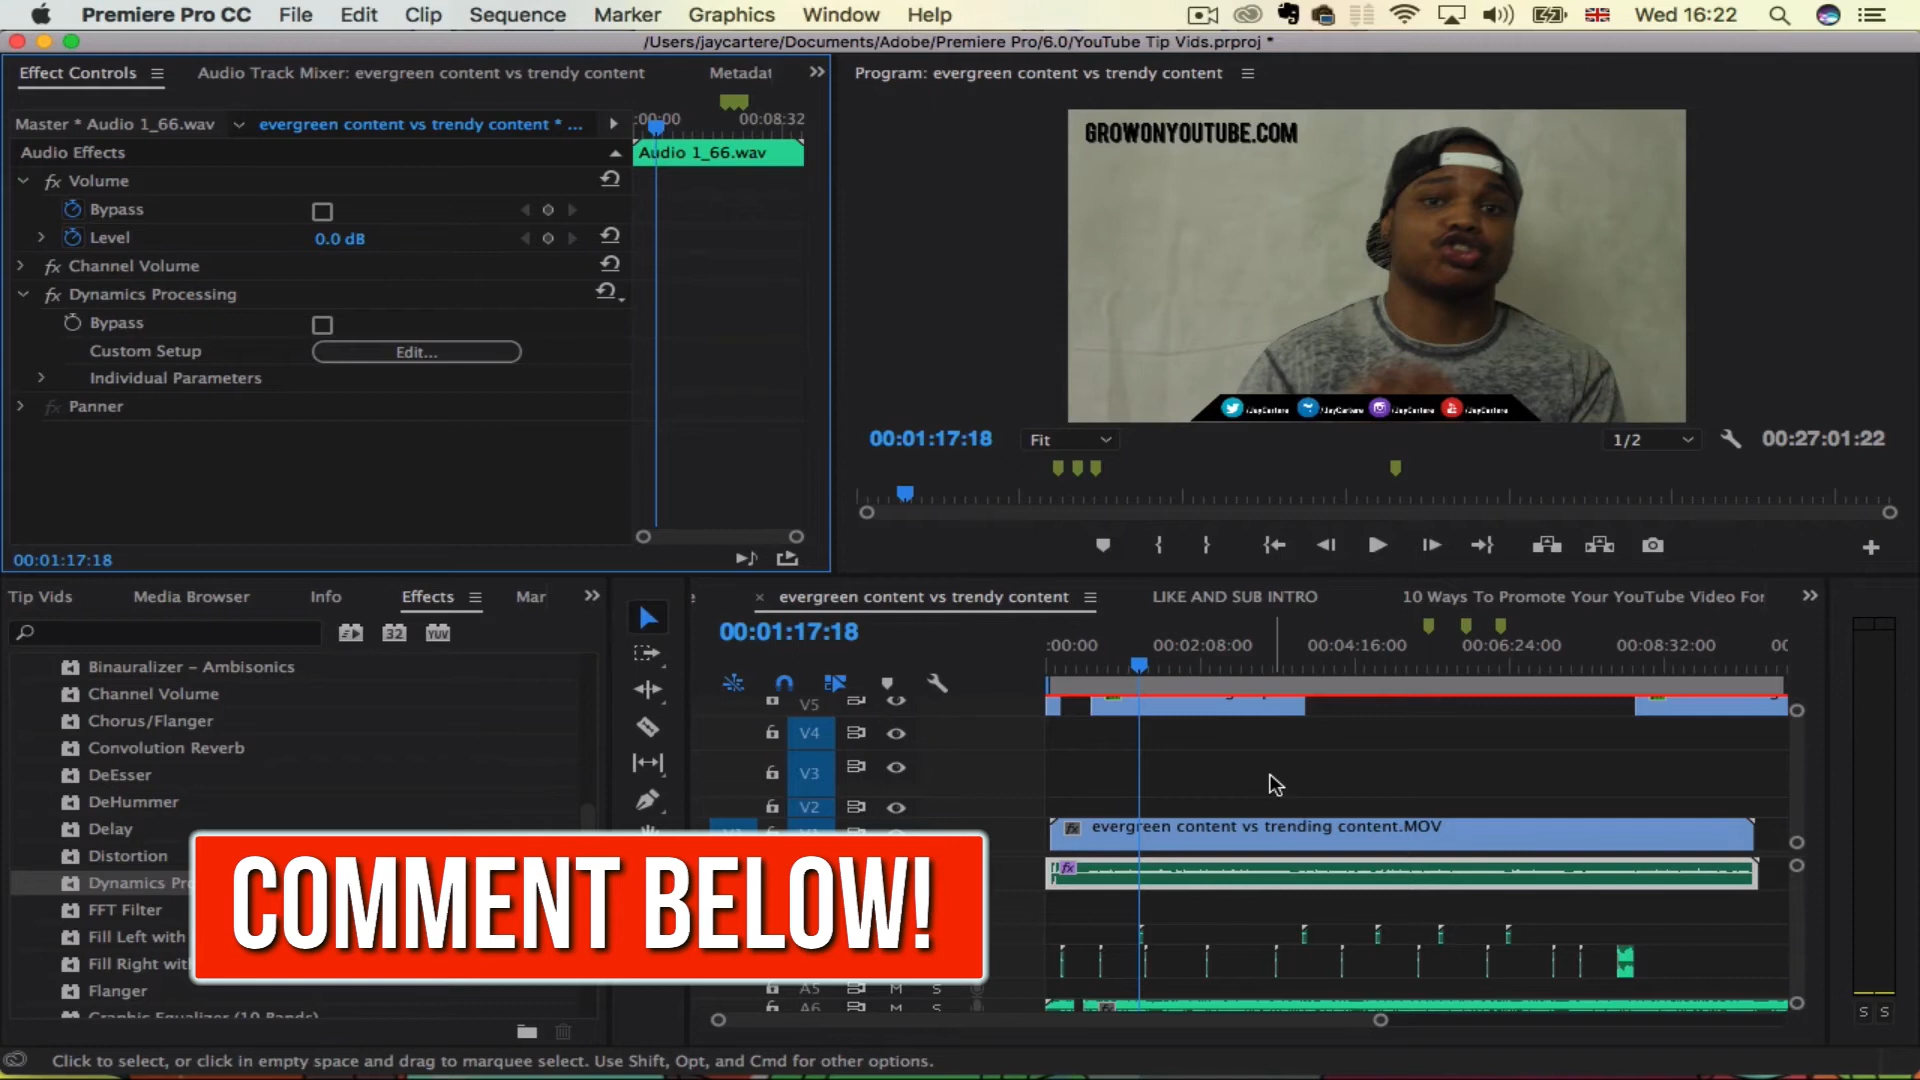 Premiere Pro CC File Edit Clip Sequence Marker Graphics Window Help Wed 16:22
/Users/jaycartere/Documents/Adobe/Premiere Pro/6.0/YouTube Tip Vids.prproj *
Effect Controls Audio Track Mixer: evergreen content vs trendy content Metadat
Program: evergreen content vs trendy content
Master * Audio 1_66.wav evergreen content vs trendy content * ... :00:00 00:08:32
Audio Effects
Audio 1_66.wav
Volume
Bypass
Level 0.0 dB
Channel Volume
Dynamics Processing
Bypass
Custom Setup Edit...
Individual Parameters
Panner
00:01:17:18
GROWONYOUTUBE.COM
/JayCartere /JayCartere /JayCartere /JayCartere
00:01:17:18 Fit 1/2 00:27:01:22
Tip Vids Media Browser Info Effects Mar
32 YUV
Binauralizer - Ambisonics
Channel Volume
Chorus/Flanger
Convolution Reverb
DeEsser
DeHummer
Delay
Distortion
Dynamics Pr
FFT Filter
Fill Left with
Fill Right with
Flanger
Graphic Equalizer (10 Bands)
evergreen content vs trendy content LIKE AND SUB INTRO 10 Ways To Promote Your YouTube Video For
00:01:17:18
:00:00 00:02:08:00 00:04:16:00 00:06:24:00 00:08:32:00 00
V5
V4
V3
V2
V1
evergreen content vs trending content.MOV
A5 M S
A6 M S
S S
COMMENT BELOW!
Click to select, or click in empty space and drag to marquee select. Use Shift, Opt, and Cmd for other options.